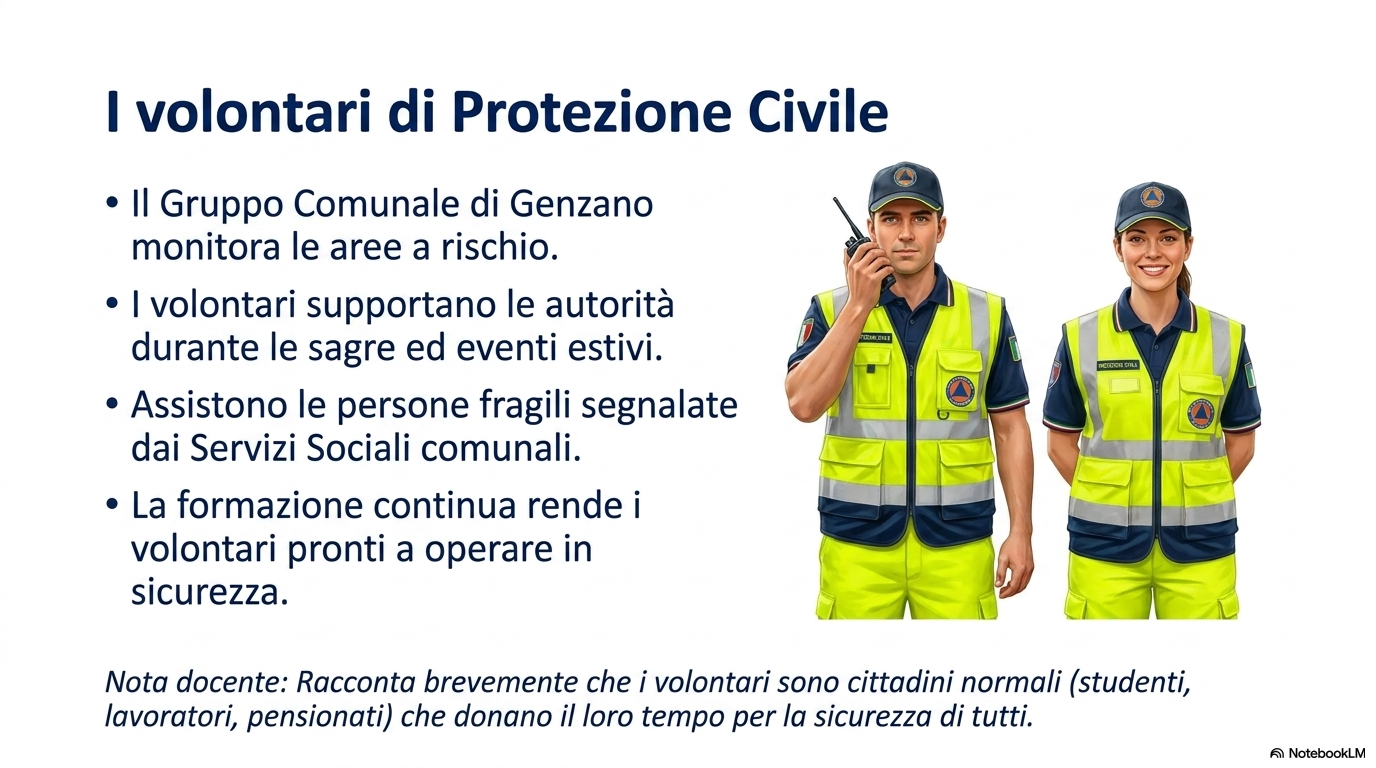 I volontari di Protezione Civile
• Il Gruppo Comunale di Genzano
monitora le aree a rischio.
• I volontari supportano le autorità
durante le sagre ed eventi estivi.
• Assistono le persone fragili segnalate
dai Servizi Sociali comunali.
• La formazione continua rende i
volontari pronti a operare in
sicurezza.
Nota docente: Racconta brevemente che i volontari sono cittadini normali (studenti,
lavoratori, pensionati) che donano il loro tempo per la sicurezza di tutti.
NotebookLM